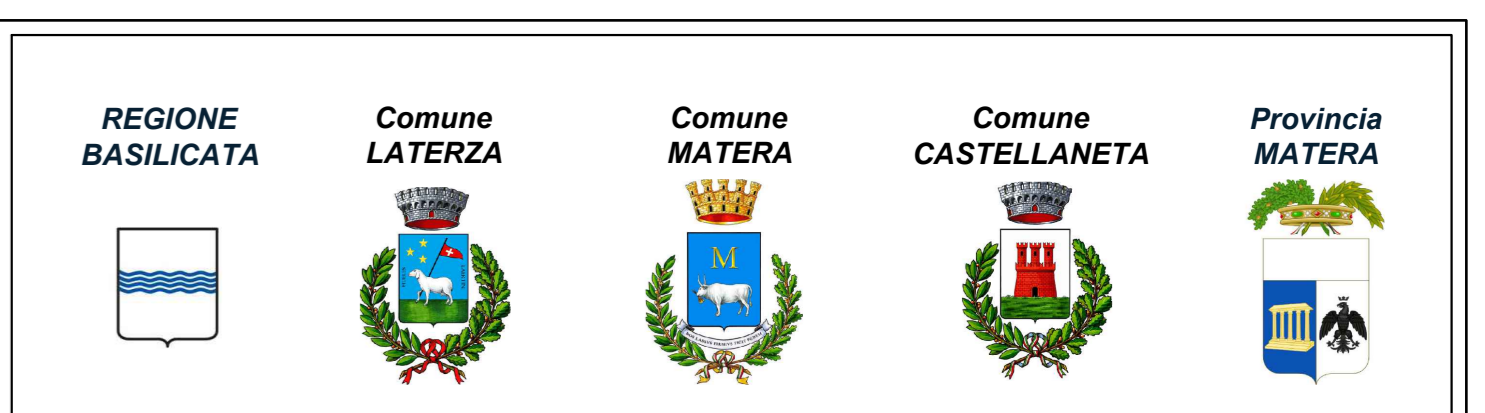 REGIONE
BASILICATA
Comune
LATERZA
Comune
MATERA
Comune
CASTELLANETA
Provincia
MATERA
M